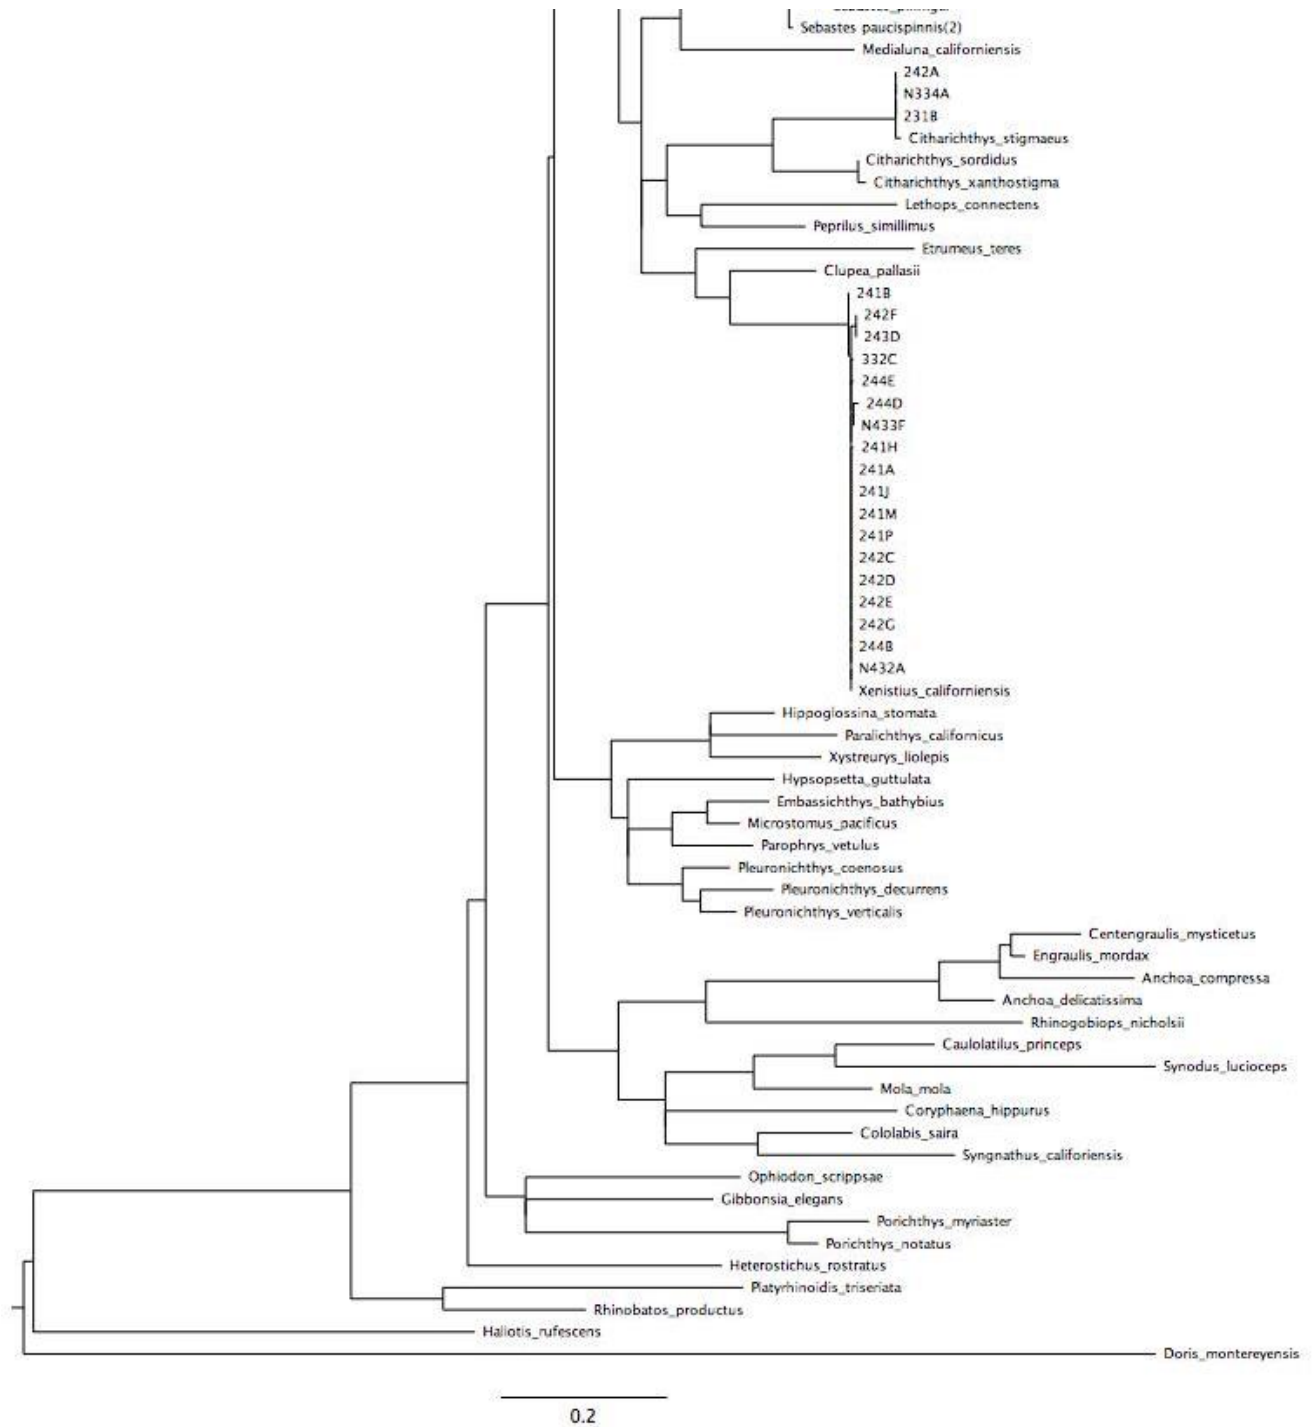 Sebastes paucispinnis(2)
Medialuna_californiensis
242A
N334A
231B
Citharichthys_stigmaeus
Citharichthys_sordidus
Citharichthys_xanthostigma
Lethops_connectens
Peprilus_simillimus
Etrumeus_teres
Clupea_pallasii
241B
242F
243D
332C
244E
244D
N433F
241H
241A
241J
241M
241P
242C
242D
242E
242G
244B
N432A
Xenistius_californiensis
Hippoglossina_stomata
Paralichthys_californicus
Xystreurys_liolepis
Hypsopsetta_guttulata
Embassichthys_bathybius
Microstomus_pacificus
Parophrys_vetulus
Pleuronichthys_coenosus
Pleuronichthys_decurrens
Pleuronichthys_verticalis
Centengraulis_mysticetus
Engraulis_mordax
Anchoa_compressa
Anchoa_delicatissima
Rhinogobiops_nicholsii
Caulolatilus_princeps
Synodus_lucioceps
Mola_mola
Coryphaena_hippurus
Cololabis_saira
Syngnathus_califoriensis
Ophiodon_scrippsae
Gibbonsia_elegans
Porichthys_myriaster
Porichthys_notatus
Heterostichus_rostratus
Platyrhinoidis_triseriata
Rhinobatos_productus
Haliotis_rufescens
Doris_montereyensis
0.2